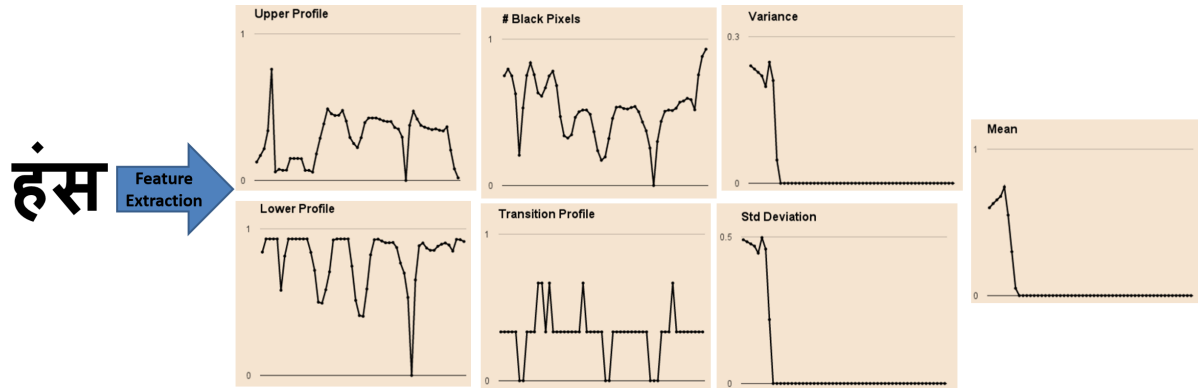 हंस
Feature
Extraction
Upper Profile
1
0
# Black Pixels
1
0
Variance
0.3
0
Mean
1
0
Lower Profile
1
0
Transition Profile
1
0
Std Deviation
0.5
0